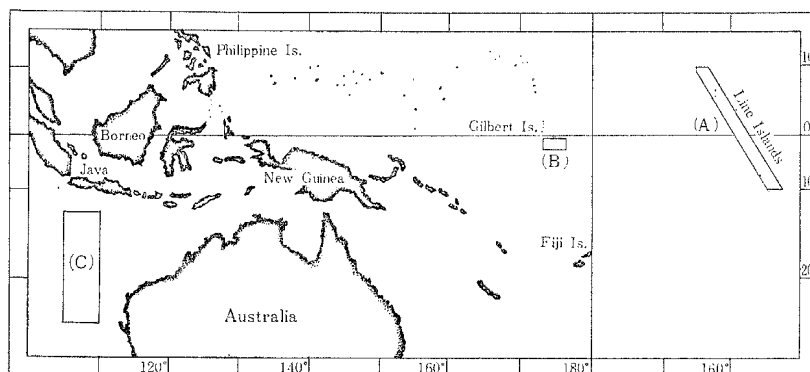 Philippine Is.
10
Line Islands
Gilbert Is.
(A)
Borneo
0
(B)
Java
New Guinea
10
Fiji Is.
(C)
20
Australia
120°
140°
160°
180°
160°